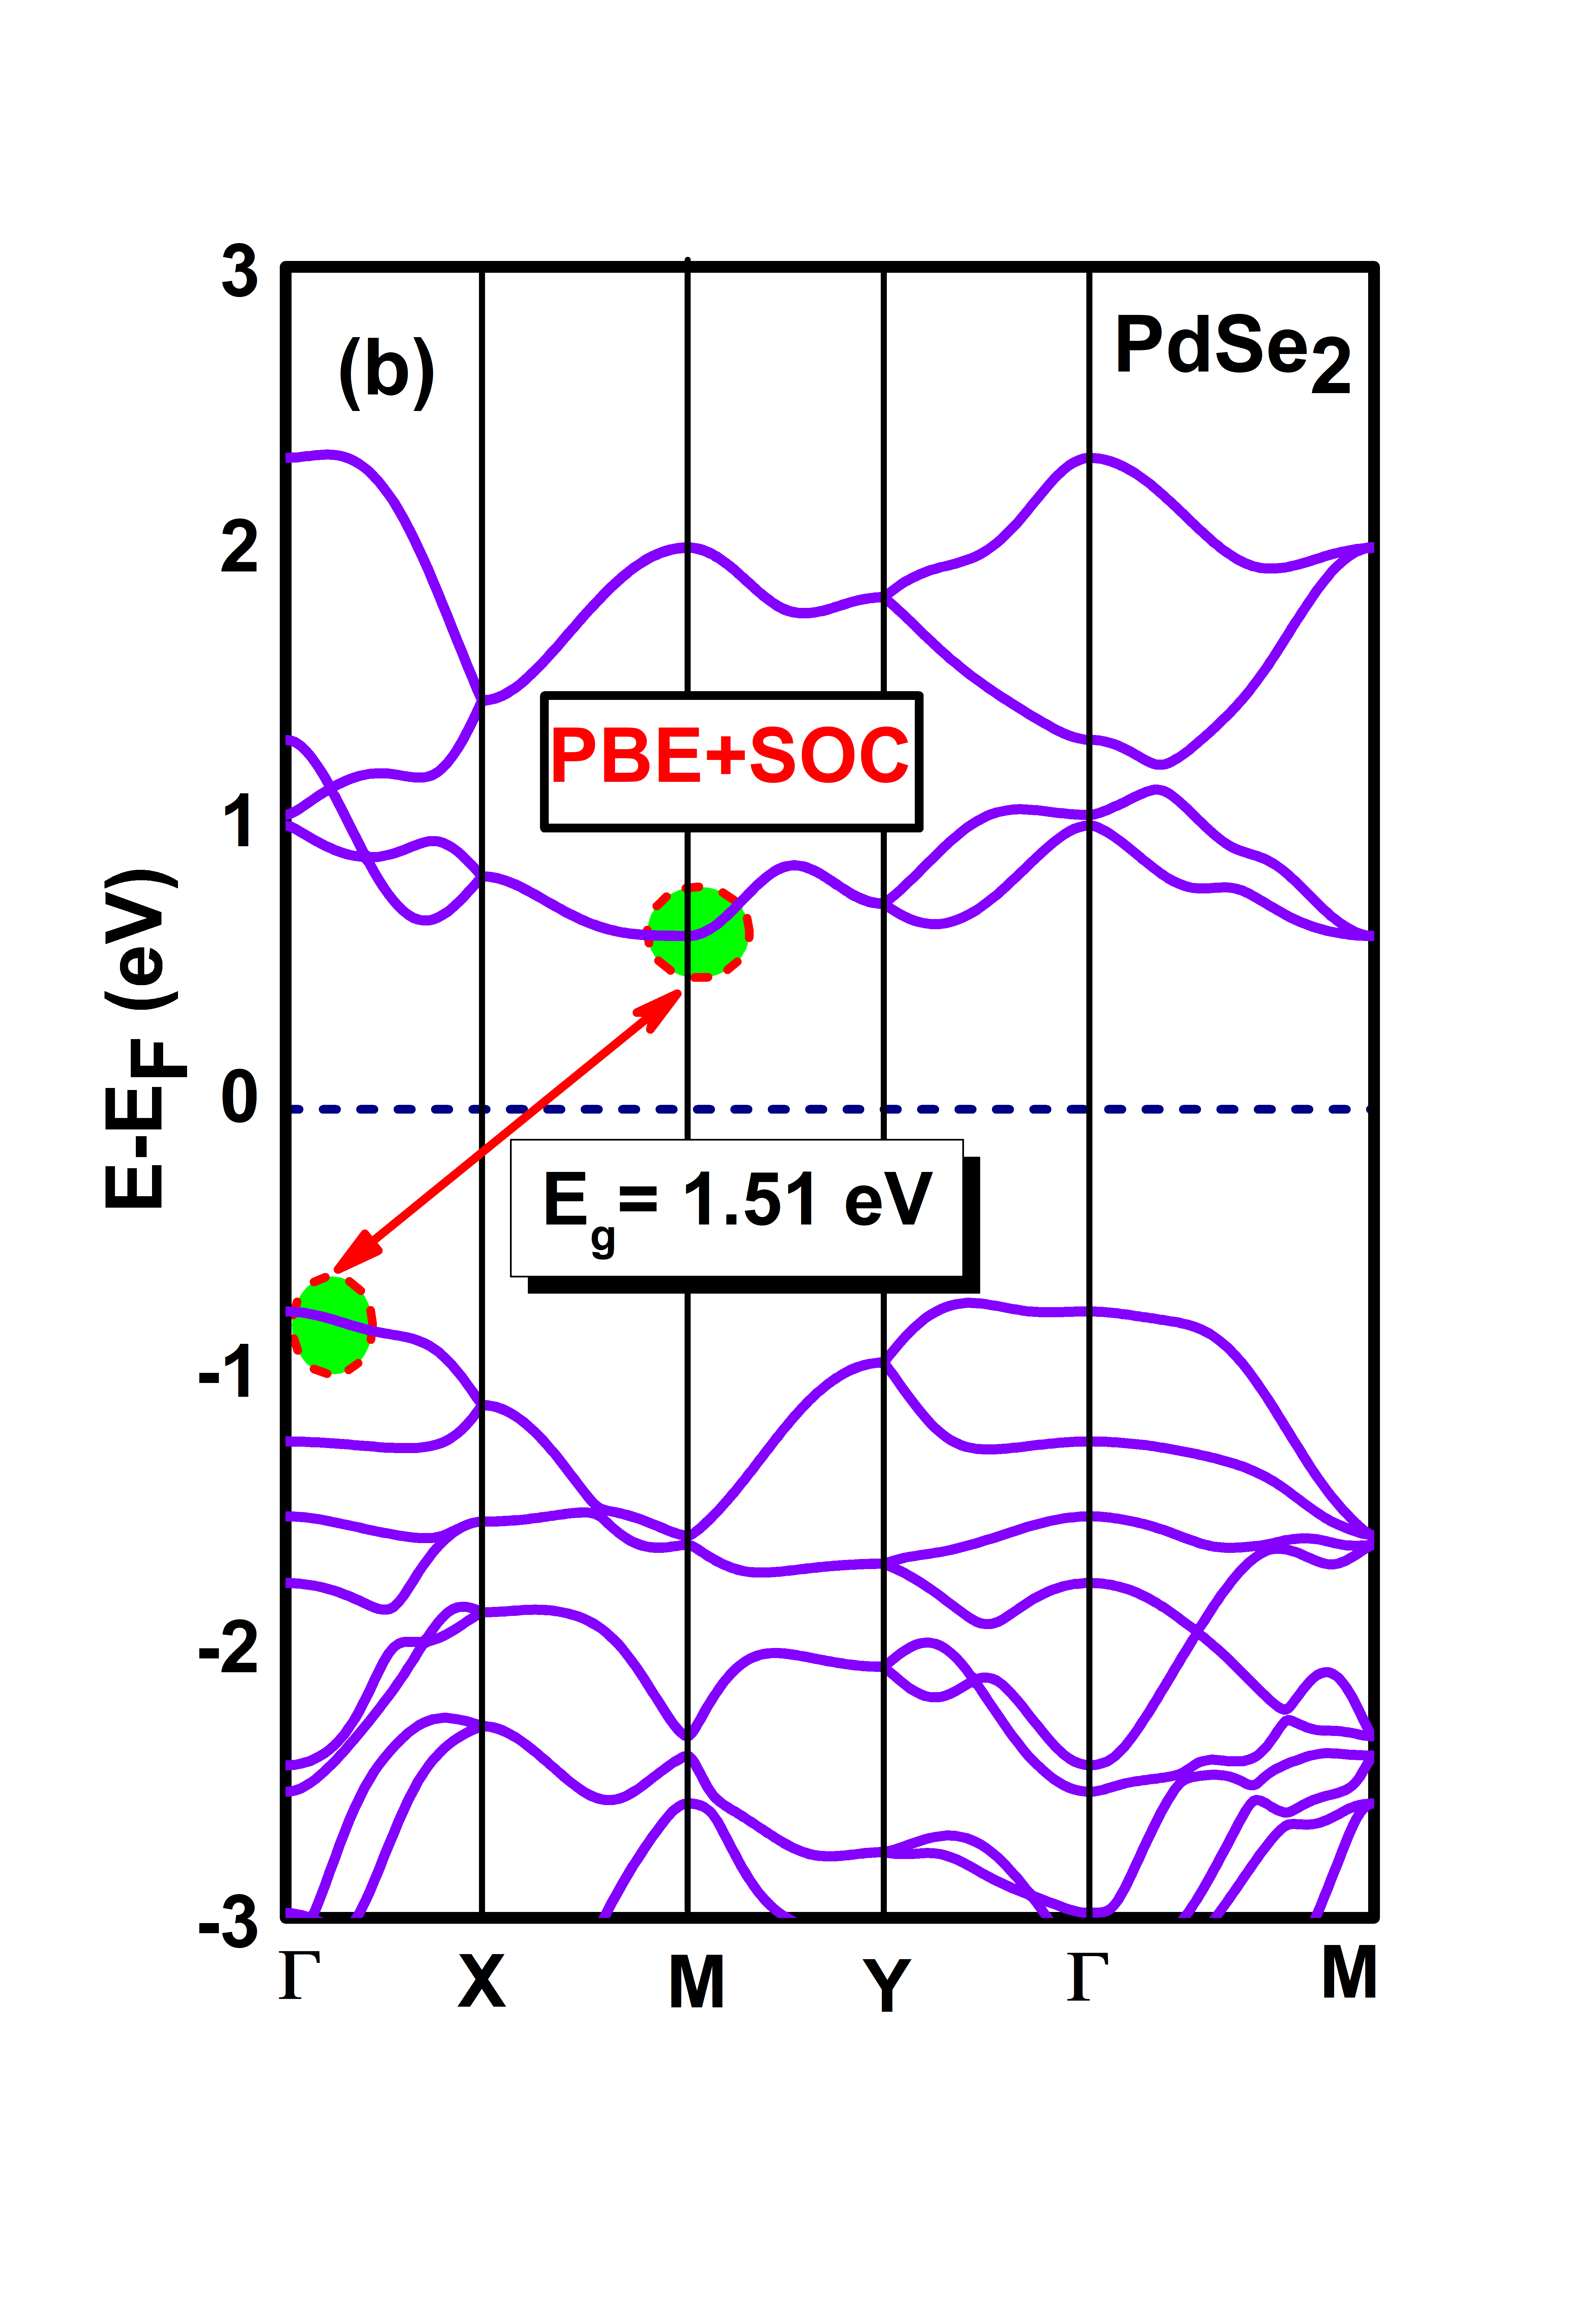 3
(b)
PdSe2
2
PBE+SOC
1
E-EF (eV)
0
Eg= 1.51 eV
-1
-2
-3
Γ X M Y Γ M